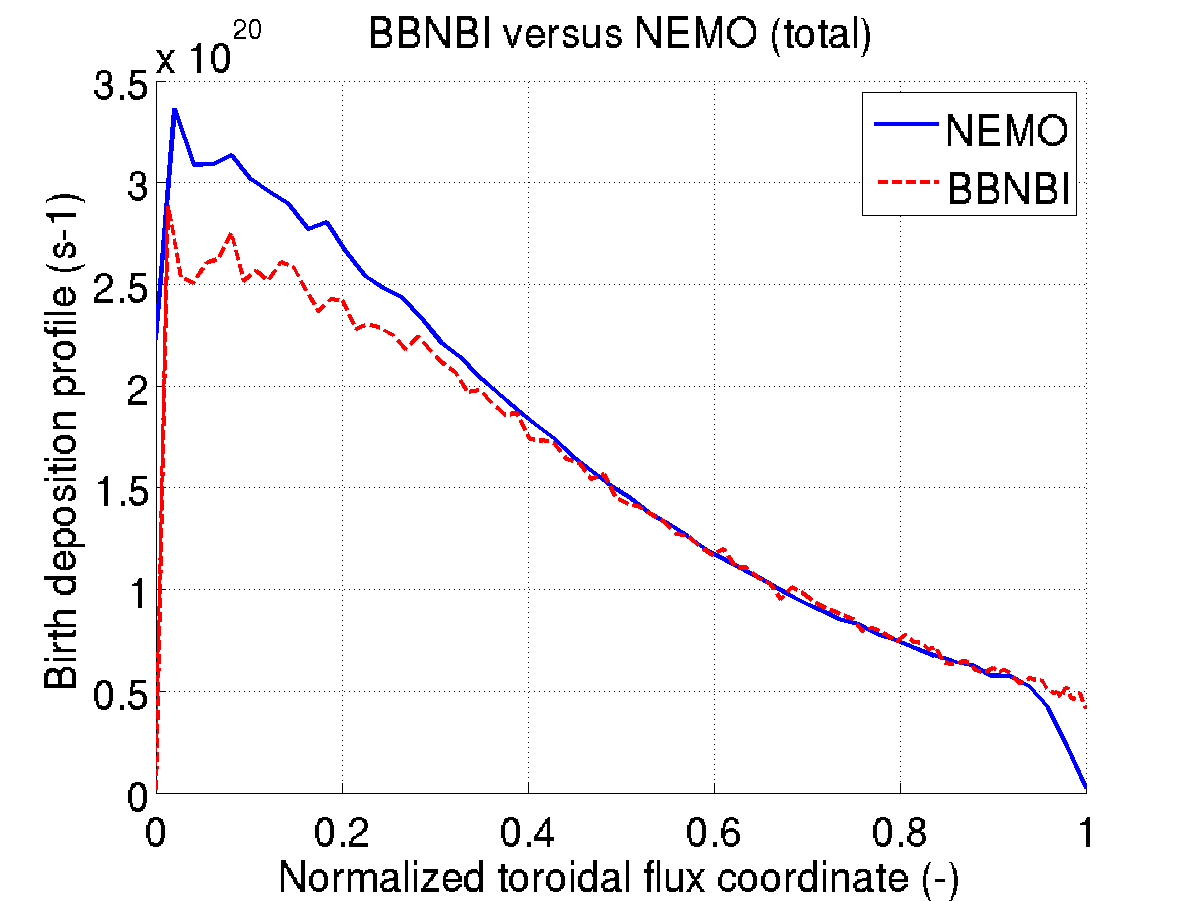 BBNBI versus NEMO (total)
x 10^20
NEMO
BBNBI
3.5
3
2.5
2
1.5
1
0.5
0
Birth deposition profile (s-1)
0 0.2 0.4 0.6 0.8 1
Normalized toroidal flux coordinate (-)